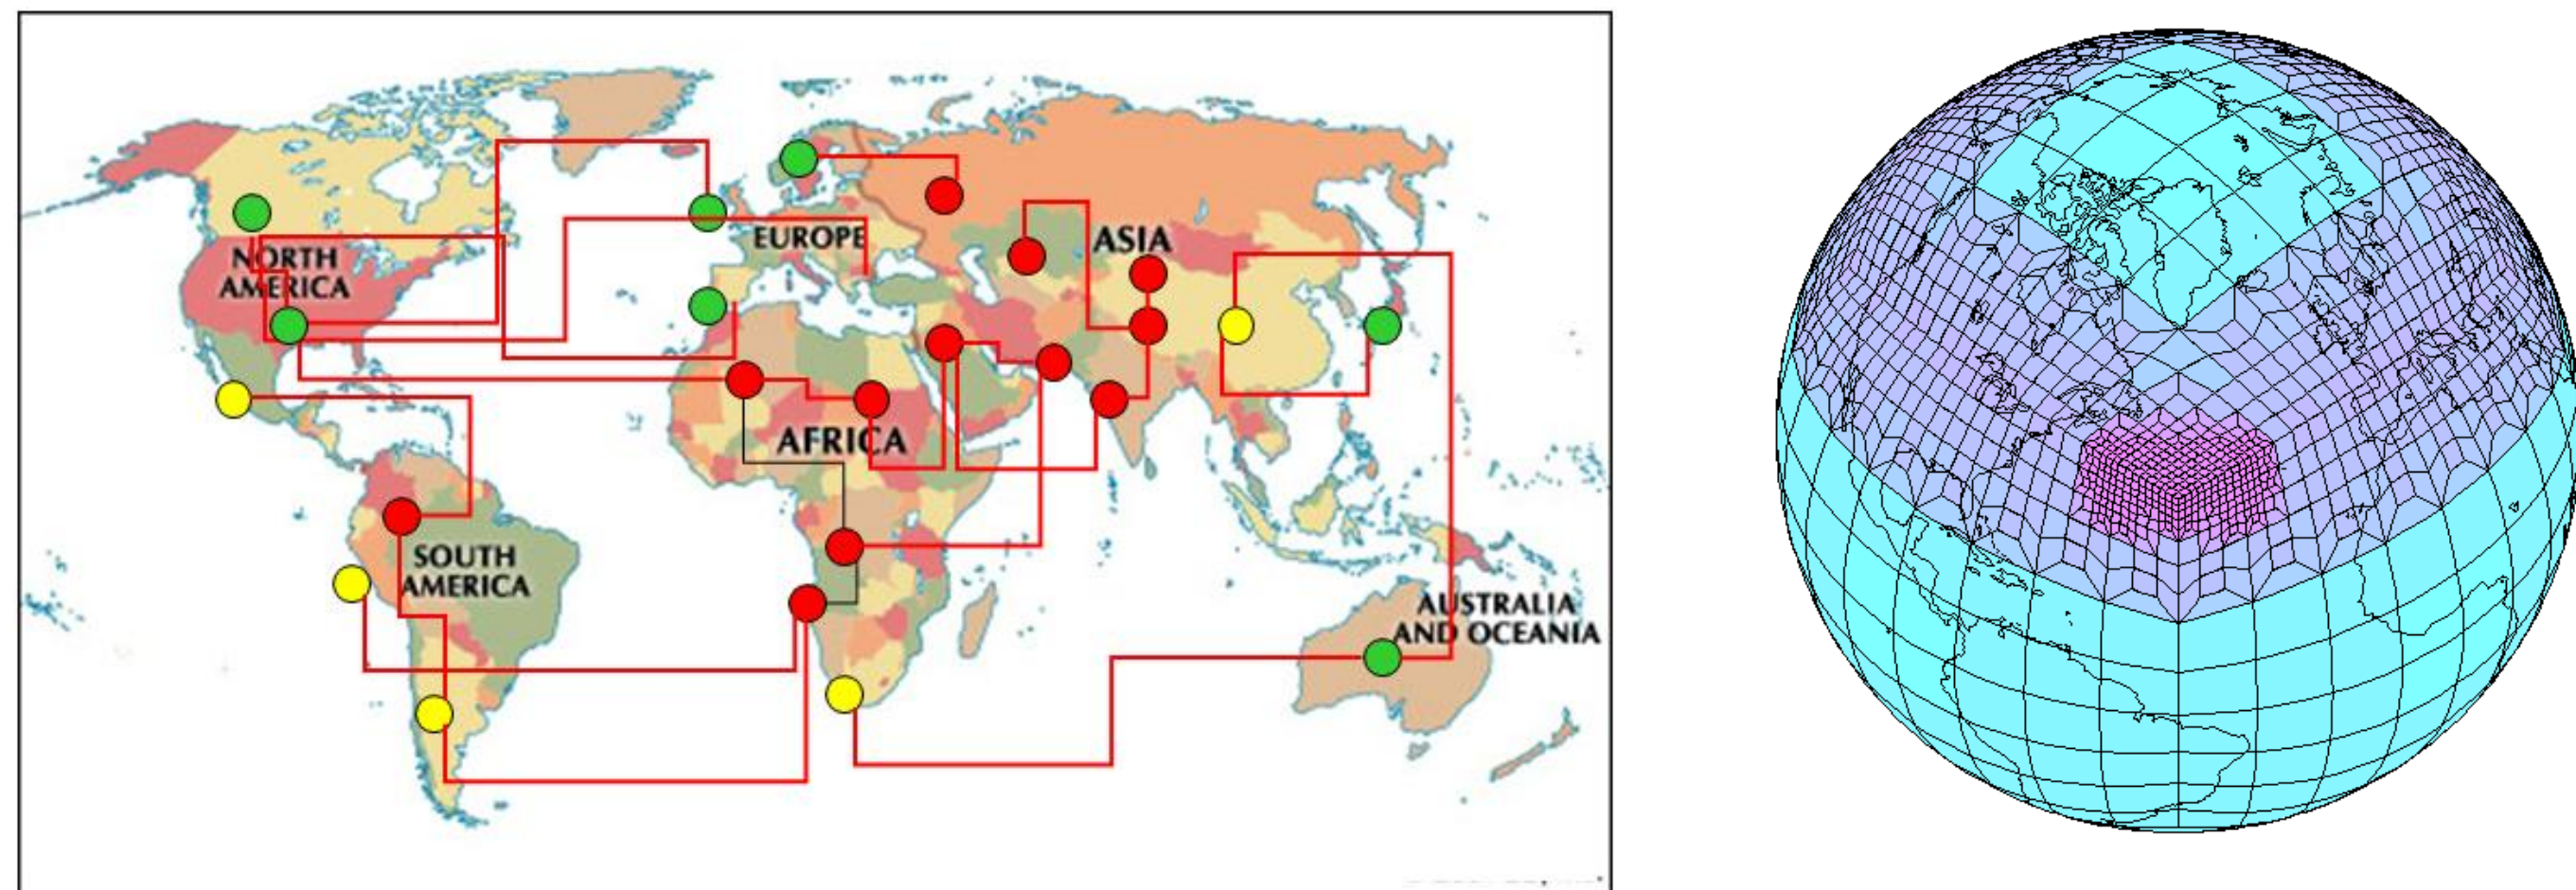 NORTH
AMERICA
EUROPE
ASIA
AFRICA
SOUTH
AMERICA
AUSTRALIA
AND OCEANIA